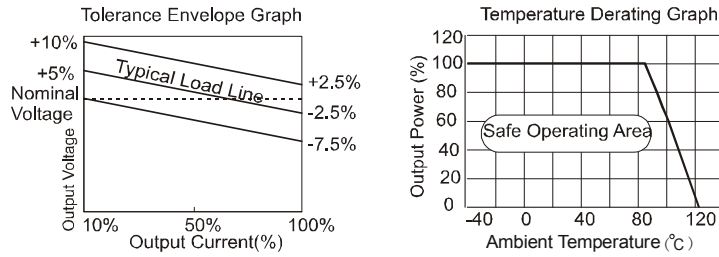 Tolerance Envelope Graph
+10%
+5%
Nominal
Voltage
Output Voltage
Typical Load Line
+2.5%
-2.5%
-7.5%
10%
50%
100%
Output Current(%)
Temperature Derating Graph
120
100
80
60
40
20
0
Output Power (%)
Safe Operating Area
-40
0
40
80
120
Ambient Temperature (°C)